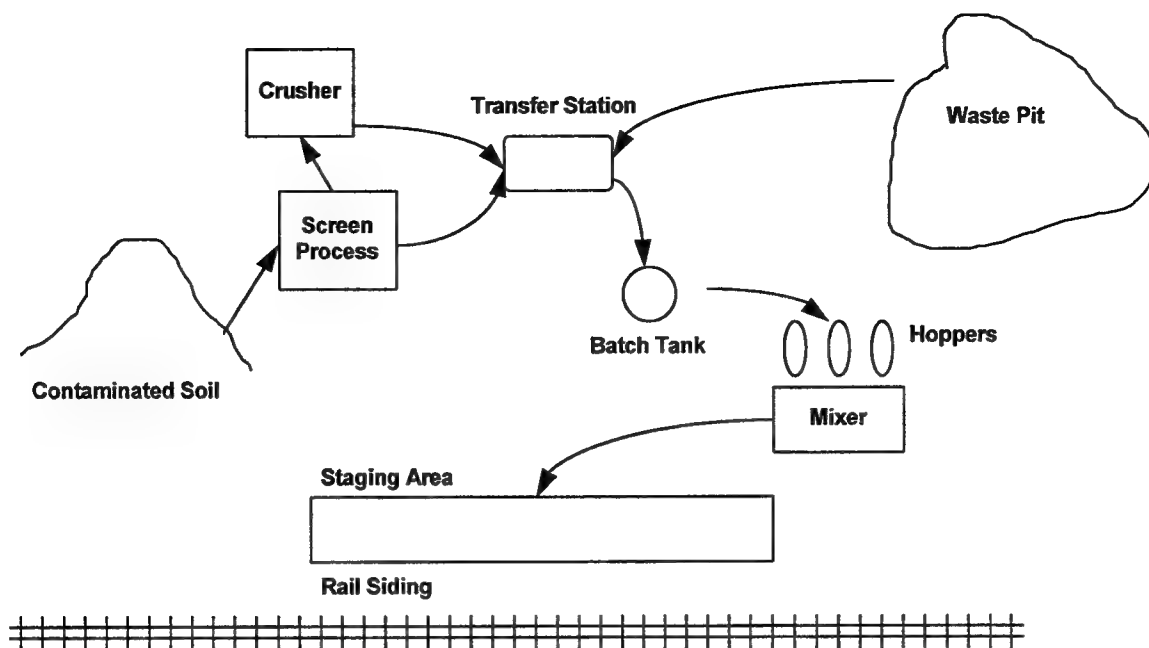 Crusher
Transfer Station
Waste Pit
Screen
Process
Batch Tank
Hoppers
Contaminated Soil
Mixer
Staging Area
Rail Siding